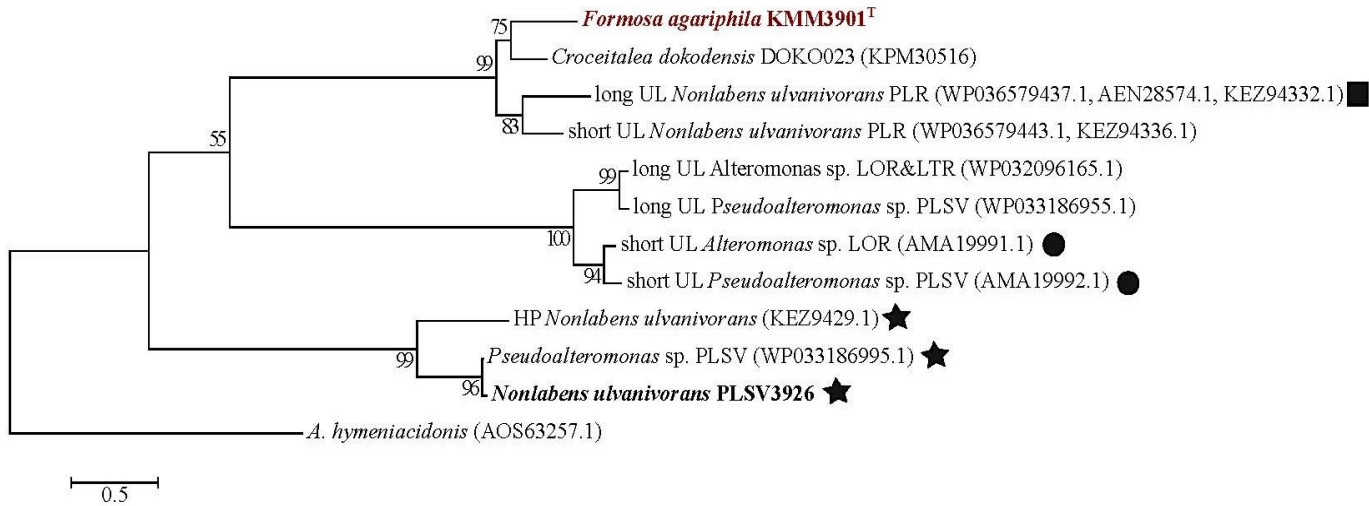 75
Formosa agariphila KMM3901T
Croceitalea dokodensis DOKO023 (KPM30516)
99
long UL Nonlabens ulvanivorans PLR (WP036579437.1, AEN28574.1, KEZ94332.1)
83
short UL Nonlabens ulvanivorans PLR (WP036579443.1, KEZ94336.1)
55
99
long UL Alteromonas sp. LOR&LTR (WP032096165.1)
long UL Pseudoalteromonas sp. PLSV (WP033186955.1)
100
short UL Alteromonas sp. LOR (AMA19991.1)
94
short UL Pseudoalteromonas sp. PLSV (AMA19992.1)
HP Nonlabens ulvanivorans (KEZ9429.1)
99
Pseudoalteromonas sp. PLSV (WP033186995.1)
96
Nonlabens ulvanivorans PLSV3926
A. hymeniacidonis (AOS63257.1)
0.5